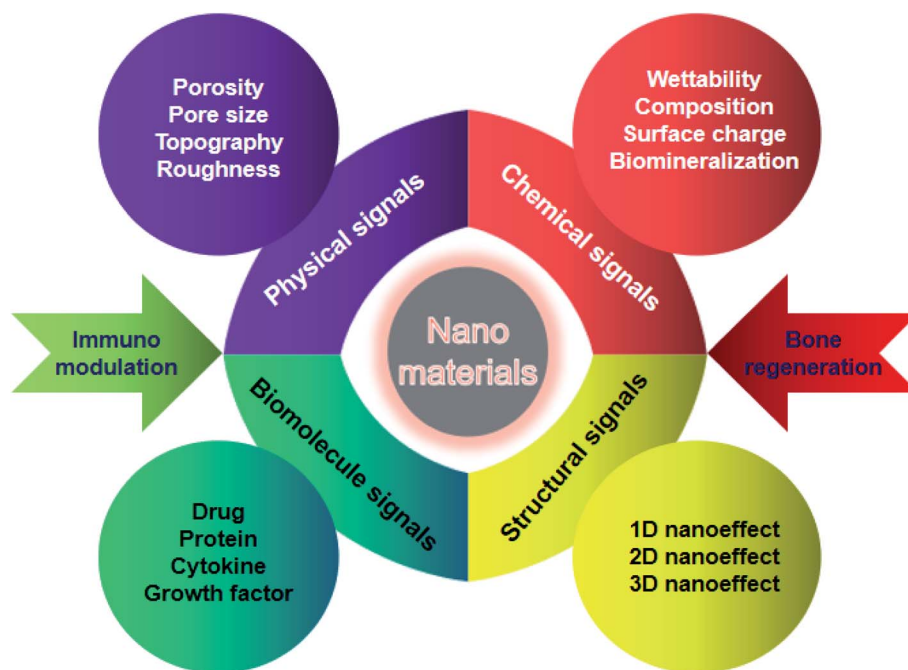 Porosity
Pore size
Topography
Roughness
Wettability
Composition
Surface charge
Biomineralization
Physical signals
Chemical signals
Immuno
modulation
Nano
materials
Bone
regeneration
Biomolecule signals
Structural signals
Drug
Protein
Cytokine
Growth factor
1D nanoeffect
2D nanoeffect
3D nanoeffect